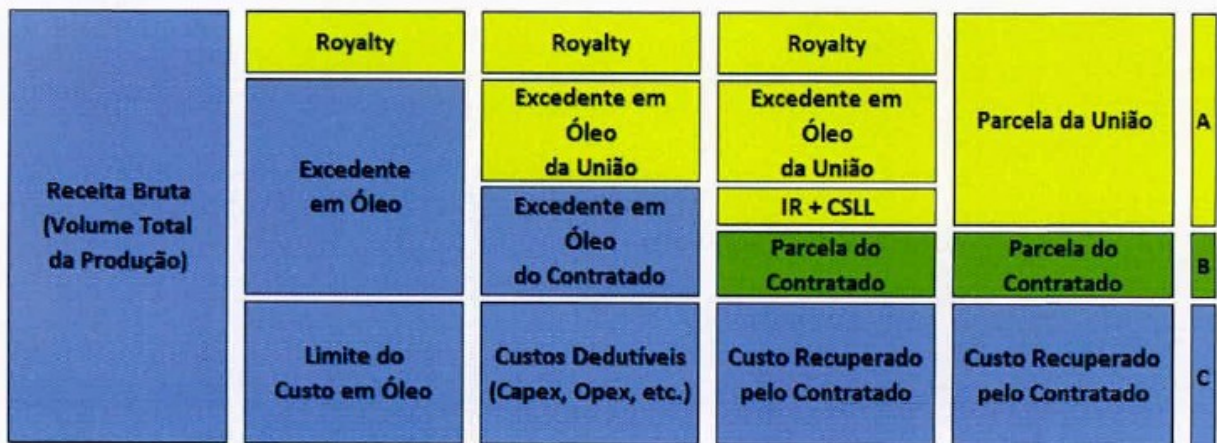 Receita Bruta
(Volume Total
da Produção)
Royalty
Excedente
em Óleo
Limite do
Custo em Óleo
Royalty
Excedente em
Óleo
da União
Excedente em
Óleo
do Contratado
Custos Dedutíveis
(Capex, Opex, etc.)
Royalty
Excedente em
Óleo
da União
IR + CSLL
Parcela do
Contratado
Custo Recuperado
pelo Contratado
Parcela da União
Parcela do
Contratado
Custo Recuperado
pelo Contratado
A
B
C